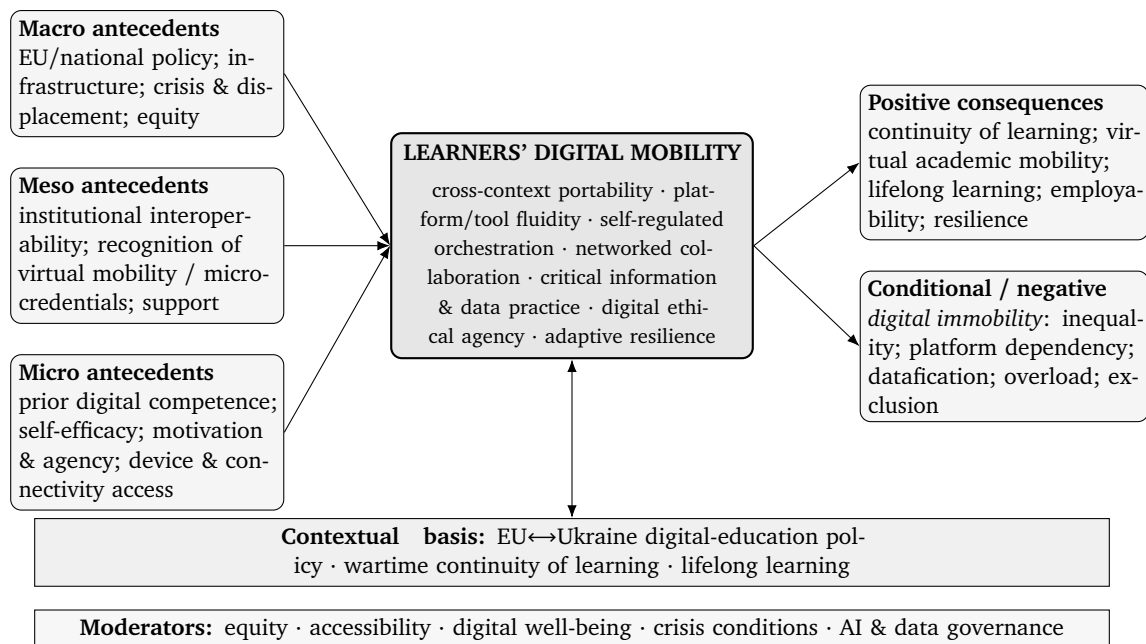 Macro antecedents
EU/national policy; in-
frastructure; crisis & dis-
placement; equity
Meso antecedents
institutional interoper-
ability; recognition of
virtual mobility / micro-
credentials; support
Micro antecedents
prior digital competence;
self-efficacy; motivation
& agency; device & con-
nectivity access
LEARNERS’ DIGITAL MOBILITY
cross-context portability · plat-
form/tool fluidity · self-regulated
orchestration · networked col-
laboration · critical information
& data practice · digital ethi-
cal agency · adaptive resilience
Positive consequences
continuity of learning; vir-
tual academic mobility;
lifelong learning; employa-
bility; resilience
Conditional / negative
digital immobility: inequal-
ity; platform dependency;
datafication; overload; ex-
clusion
Contextual basis: EU↔Ukraine digital-education pol-
icy · wartime continuity of learning · lifelong learning
Moderators: equity · accessibility · digital well-being · crisis conditions · AI & data governance